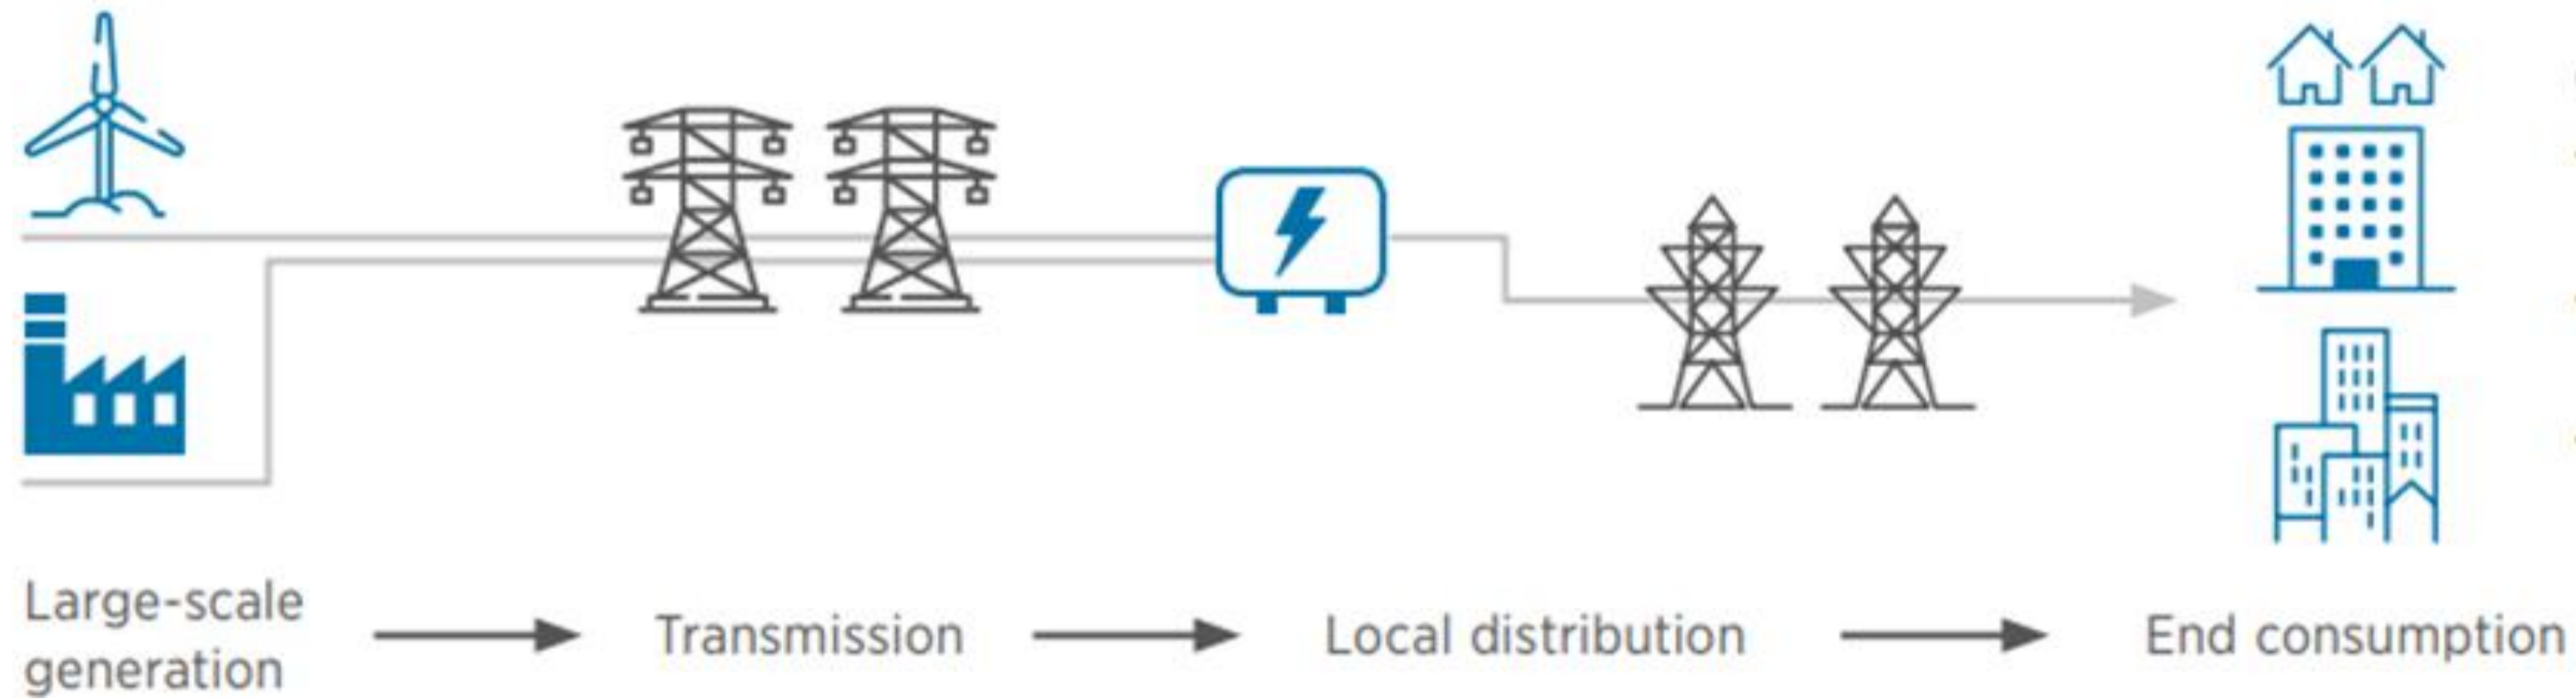 Large-scale
generation
Transmission
Local distribution
End consumption